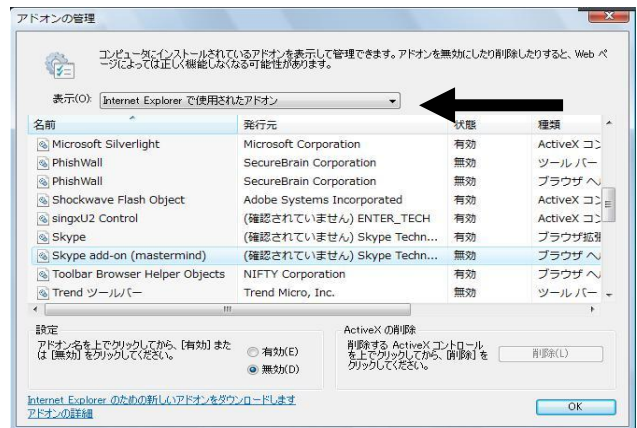 アドオンの管理
コンピュータにインストールされているアドオンを表示して管理できます。アドオンを無効にしたり削除したりすると、Web ペ
ージによっては正しく機能しなくなる可能性があります。
表示(O): Internet Explorer で使用されたアドオン
名前 発行元 状態 種類
Microsoft Silverlight Microsoft Corporation 有効 ActiveX コン
PhishWall SecureBrain Corporation 無効 ツール バー
PhishWall SecureBrain Corporation 無効 ブラウザ ヘ
Shockwave Flash Object Adobe Systems Incorporated 有効 ActiveX コン
singxU2 Control (確認されていません) ENTER_TECH 有効 ActiveX コン
Skype (確認されていません) Skype Techn... 有効 ブラウザ拡張
Skype add-on (mastermind) (確認されていません) Skype Techn... 無効 ブラウザ ヘ
Toolbar Browser Helper Objects NIFTY Corporation 有効 ブラウザ ヘ
Trend ツールバー Trend Micro, Inc. 無効 ツール バー
設定
アドオン名を上でクリックしてから、[有効] また
は [無効] をクリックしてください。
有効(E)
無効(D)
ActiveX の削除
削除する ActiveX コントロール
を上でクリックしてから、[削除] を
クリックしてください。
削除(L)
Internet Explorer のための新しいアドオンをダウンロードします
アドオンの詳細
OK